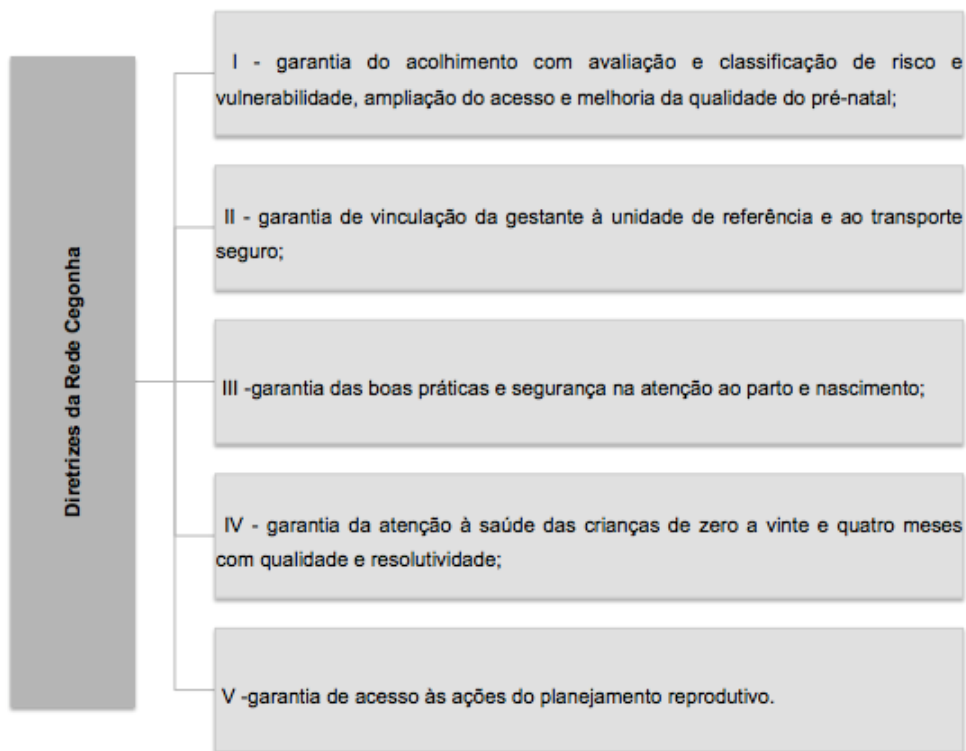 Diretrizes da Rede Cegonha
I - garantia do acolhimento com avaliação e classificação de risco e
vulnerabilidade, ampliação do acesso e melhoria da qualidade do pré-natal;
II - garantia de vinculação da gestante à unidade de referência e ao transporte
seguro;
III -garantia das boas práticas e segurança na atenção ao parto e nascimento;
IV - garantia da atenção à saúde das crianças de zero a vinte e quatro meses
com qualidade e resolutividade;
V -garantia de acesso às ações do planejamento reprodutivo.